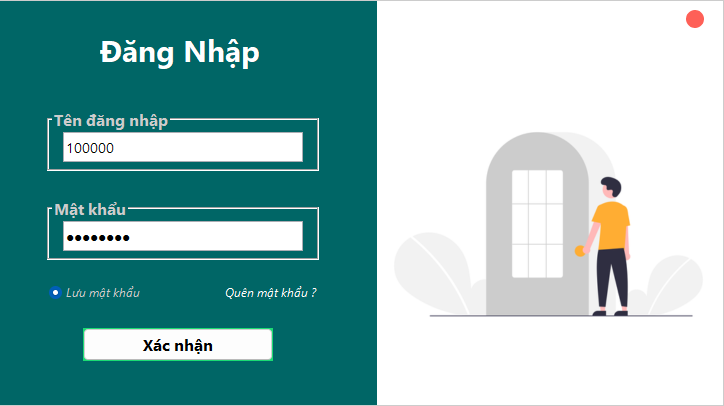 Đăng Nhập
Tên đăng nhập
100000
Mật khẩu
●●●●●●●●
Lưu mật khẩu
Quên mật khẩu ?
Xác nhận